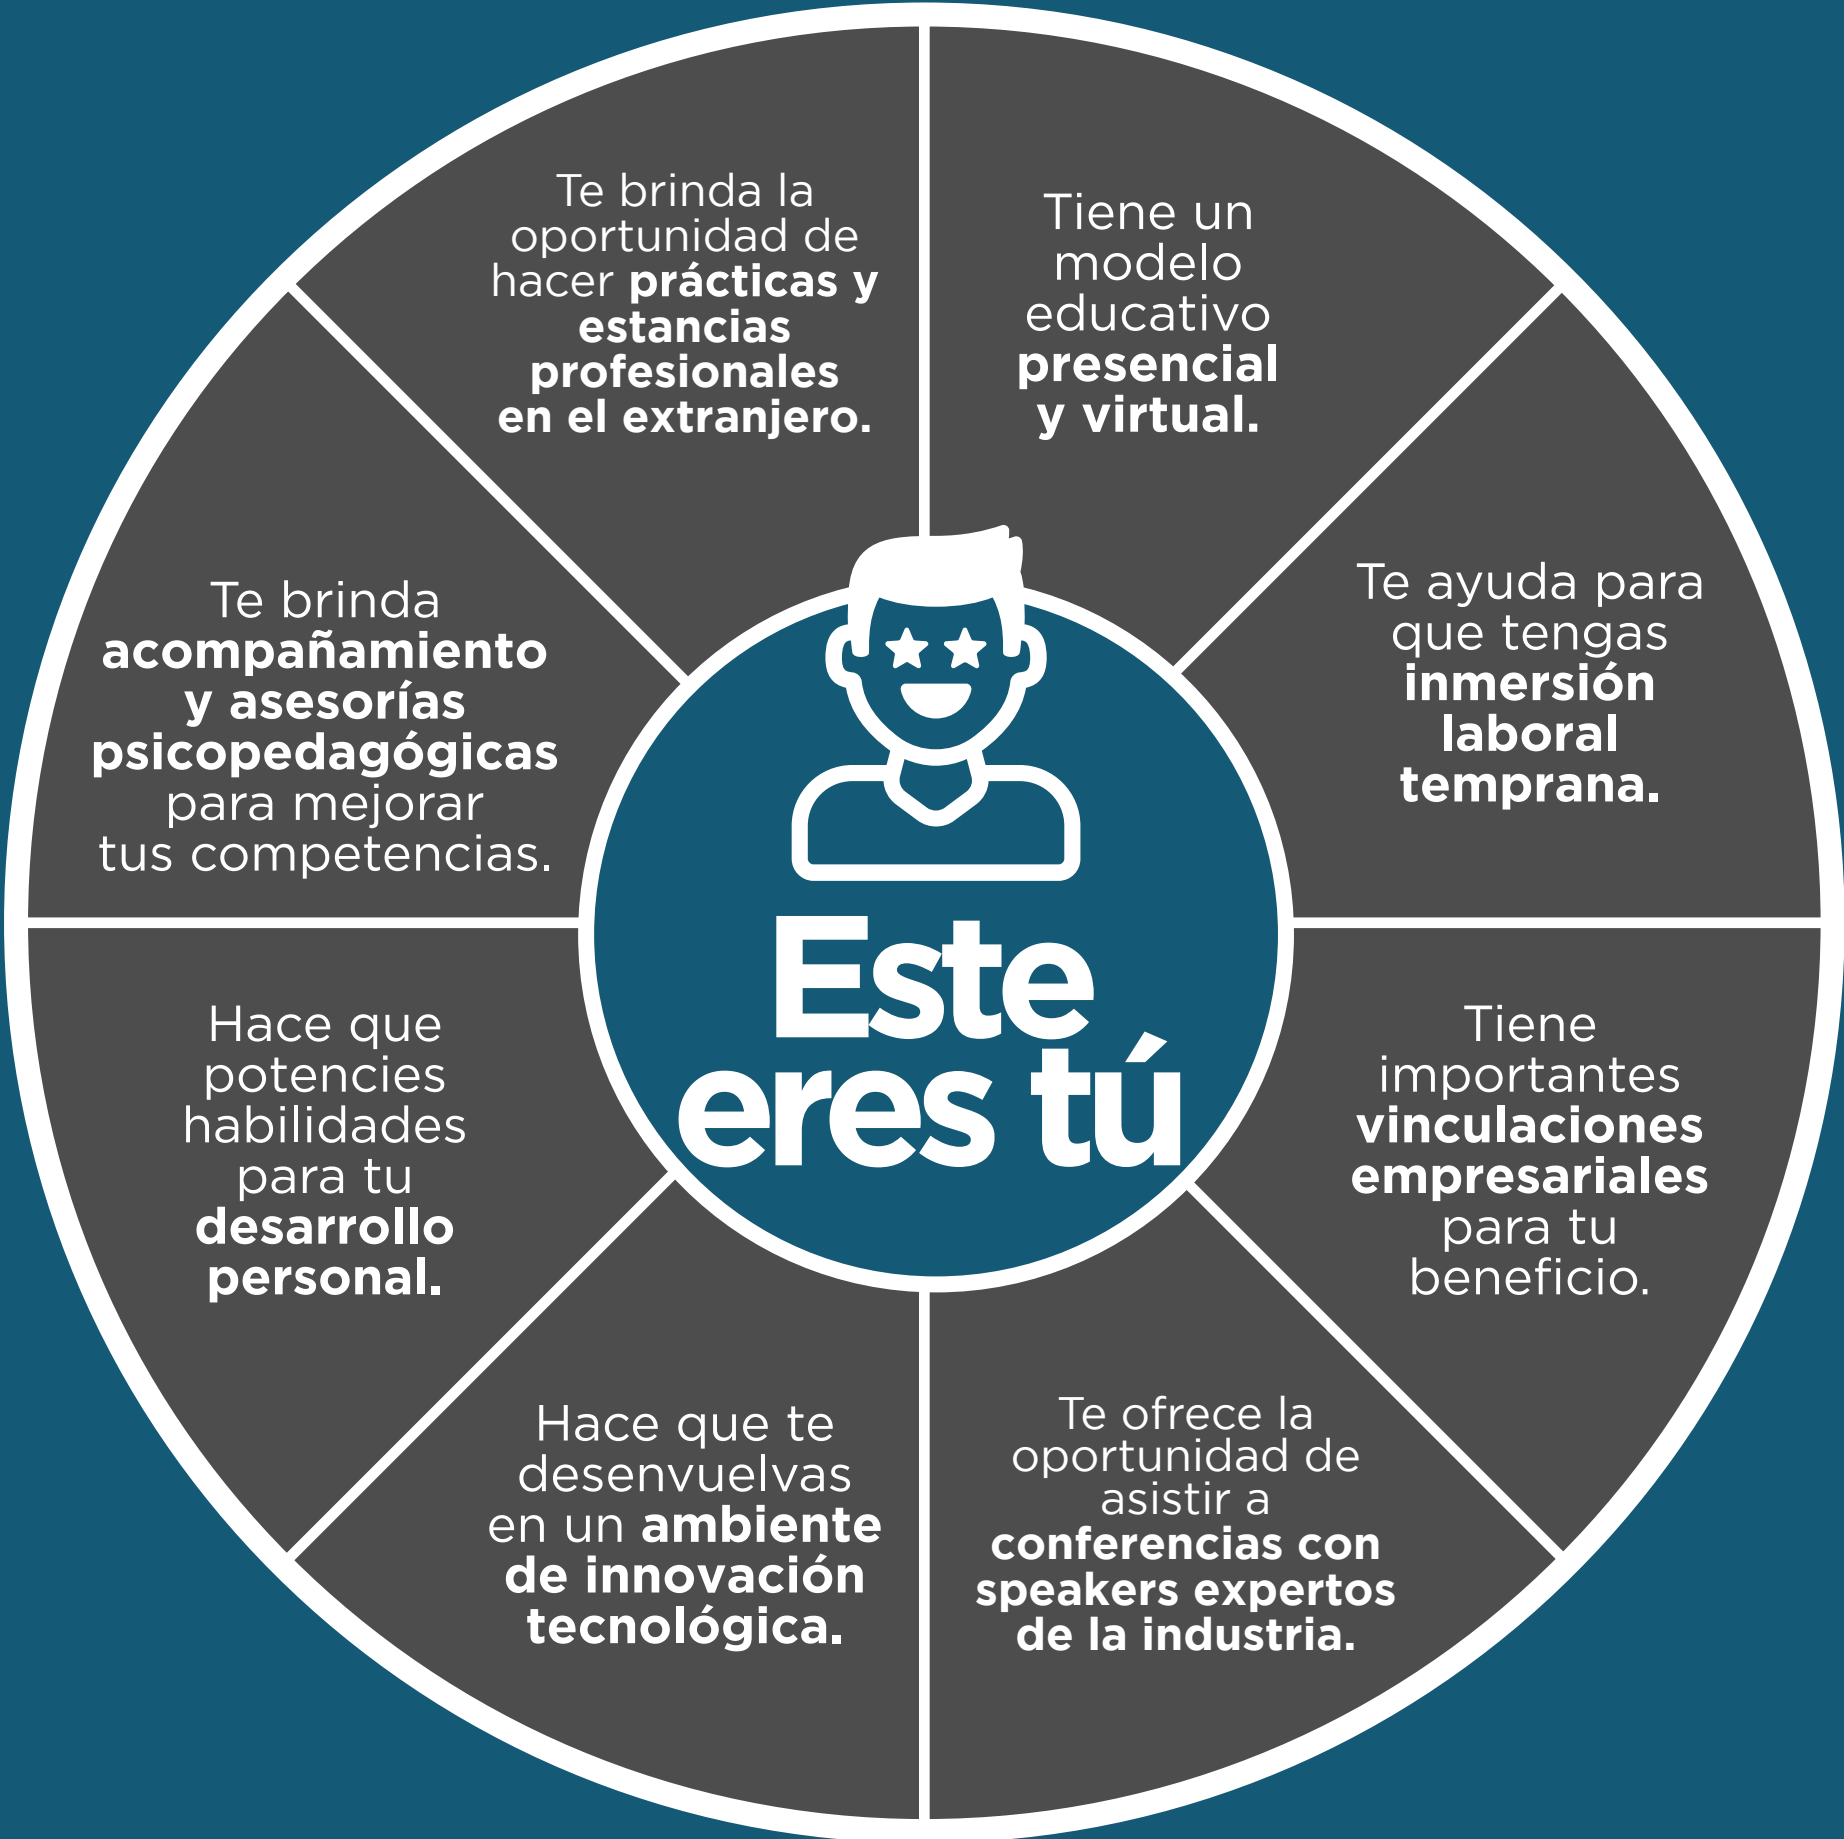 Te brinda la
oportunidad de
hacer prácticas y
estancias
profesionales
en el extranjero.
Tiene un
modelo
educativo
presencial
y virtual.
Te ayuda para
que tengas
inmersión
laboral
temprana.
Tiene
importantes
vinculaciones
empresariales
para tu
beneficio.
Te ofrece la
oportunidad de
asistir a
conferencias con
speakers expertos
de la industria.
Hace que te
desenvuelvas
en un ambiente
de innovación
tecnológica.
Hace que
potencies
habilidades
para tu
desarrollo
personal.
Te brinda
acompañamiento
y asesorías
psicopedagógicas
para mejorar
tus competencias.
Este
eres tú